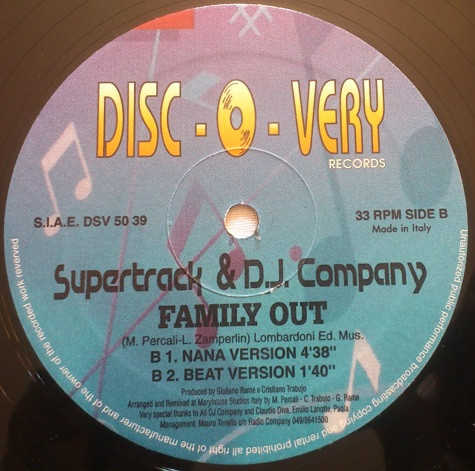 DISC-O-VERY
RECORDS
S.I.A.E. DSV 50 39
33 RPM SIDE B
Made in Italy
Supertrack & D.J. Company
FAMILY OUT
(M. Percali-L. Zamperlin) Lombardoni Ed. Mus.
B 1. NANA VERSION 4'38"
B 2. BEAT VERSION 1'40"
Produced by Giuliano Ramè e Cristiano Trabujo
Arranged and Remixed at Maryhouse Studios Italy by M. Percali - C. Trabujo - G. Ramè
Very special thanks to All DJ Company and Claudio Diva, Emilio Lanotte, Paola
Management: Mauro Tonello c/o Radio Company 049/8641500
Unauthorized public performance broadcasting copying and rental prohibited all right of the manufacturer and of the owner of the recorded work reserved